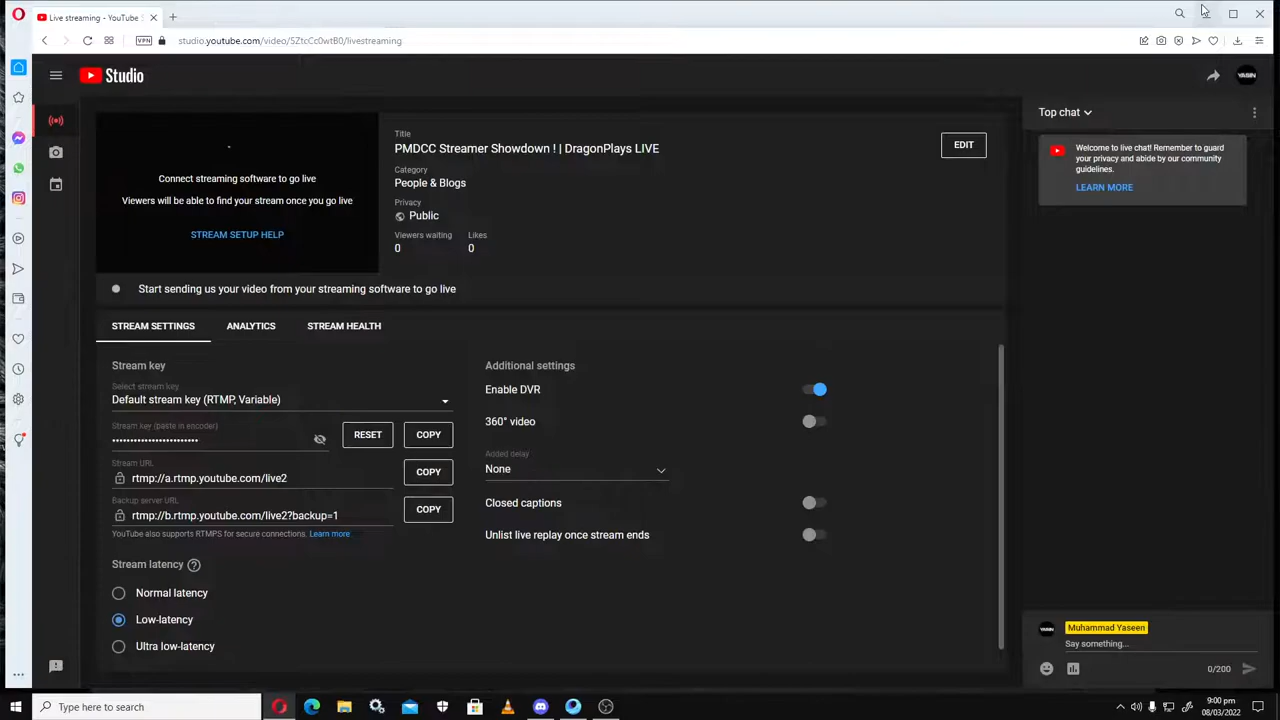 Live streaming - YouTube S
VPN
studio.youtube.com/video/SZtcCc0wtB0/livestreaming
Studio
YASIN
Connect streaming software to go live
Viewers will be able to find your stream once you go live
STREAM SETUP HELP
Title
PMDCC Streamer Showdown ! | DragonPlays LIVE
Category
People & Blogs
Privacy
Public
Viewers waiting
Likes
0
0
EDIT
Start sending us your video from your streaming software to go live
STREAM SETTINGS
ANALYTICS
STREAM HEALTH
Stream key
Select stream key
Default stream key (RTMP, Variable)
Stream key (paste in encoder)
••••••••••••••••••••••••
RESET
COPY
Stream URL
rtmp://a.rtmp.youtube.com/live2
COPY
Backup server URL
rtmp://b.rtmp.youtube.com/live2?backup=1
COPY
YouTube also supports RTMPS for secure connections. Learn more
Stream latency
Normal latency
Low-latency
Ultra low-latency
Additional settings
Enable DVR
360° video
Added delay
None
Closed captions
Unlist live replay once stream ends
Top chat
Welcome to live chat! Remember to guard
your privacy and abide by our community
guidelines.
LEARN MORE
YASIN
Muhammad Yaseen
Say something...
0/200
Type here to search
9:00 pm
08/03/2022